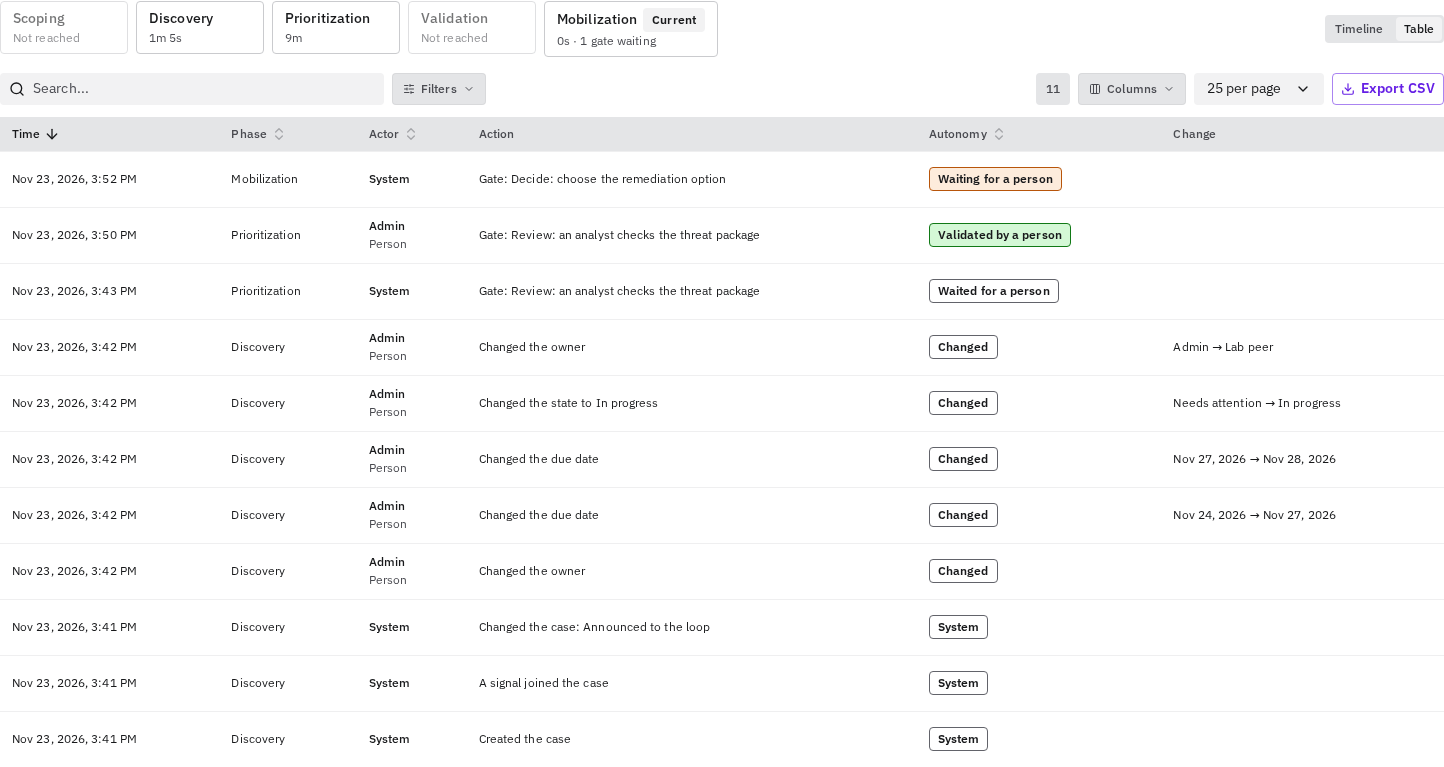 Scoping
Not reached
Discovery
1m 5s
Prioritization
9m
Validation
Not reached
Mobilization Current
0s · 1 gate waiting
Timeline Table
Search...
Filters
11
Columns
25 per page
Export CSV
Time Phase Actor Action Autonomy Change
Nov 23, 2026, 3:52 PM Mobilization System Gate: Decide: choose the remediation option Waiting for a person
Nov 23, 2026, 3:50 PM Prioritization Admin Person Gate: Review: an analyst checks the threat package Validated by a person
Nov 23, 2026, 3:43 PM Prioritization System Gate: Review: an analyst checks the threat package Waited for a person
Nov 23, 2026, 3:42 PM Discovery Admin Person Changed the owner Changed Admin → Lab peer
Nov 23, 2026, 3:42 PM Discovery Admin Person Changed the state to In progress Changed Needs attention → In progress
Nov 23, 2026, 3:42 PM Discovery Admin Person Changed the due date Changed Nov 27, 2026 → Nov 28, 2026
Nov 23, 2026, 3:42 PM Discovery Admin Person Changed the due date Changed Nov 24, 2026 → Nov 27, 2026
Nov 23, 2026, 3:42 PM Discovery Admin Person Changed the owner Changed
Nov 23, 2026, 3:41 PM Discovery System Changed the case: Announced to the loop System
Nov 23, 2026, 3:41 PM Discovery System A signal joined the case System
Nov 23, 2026, 3:41 PM Discovery System Created the case System